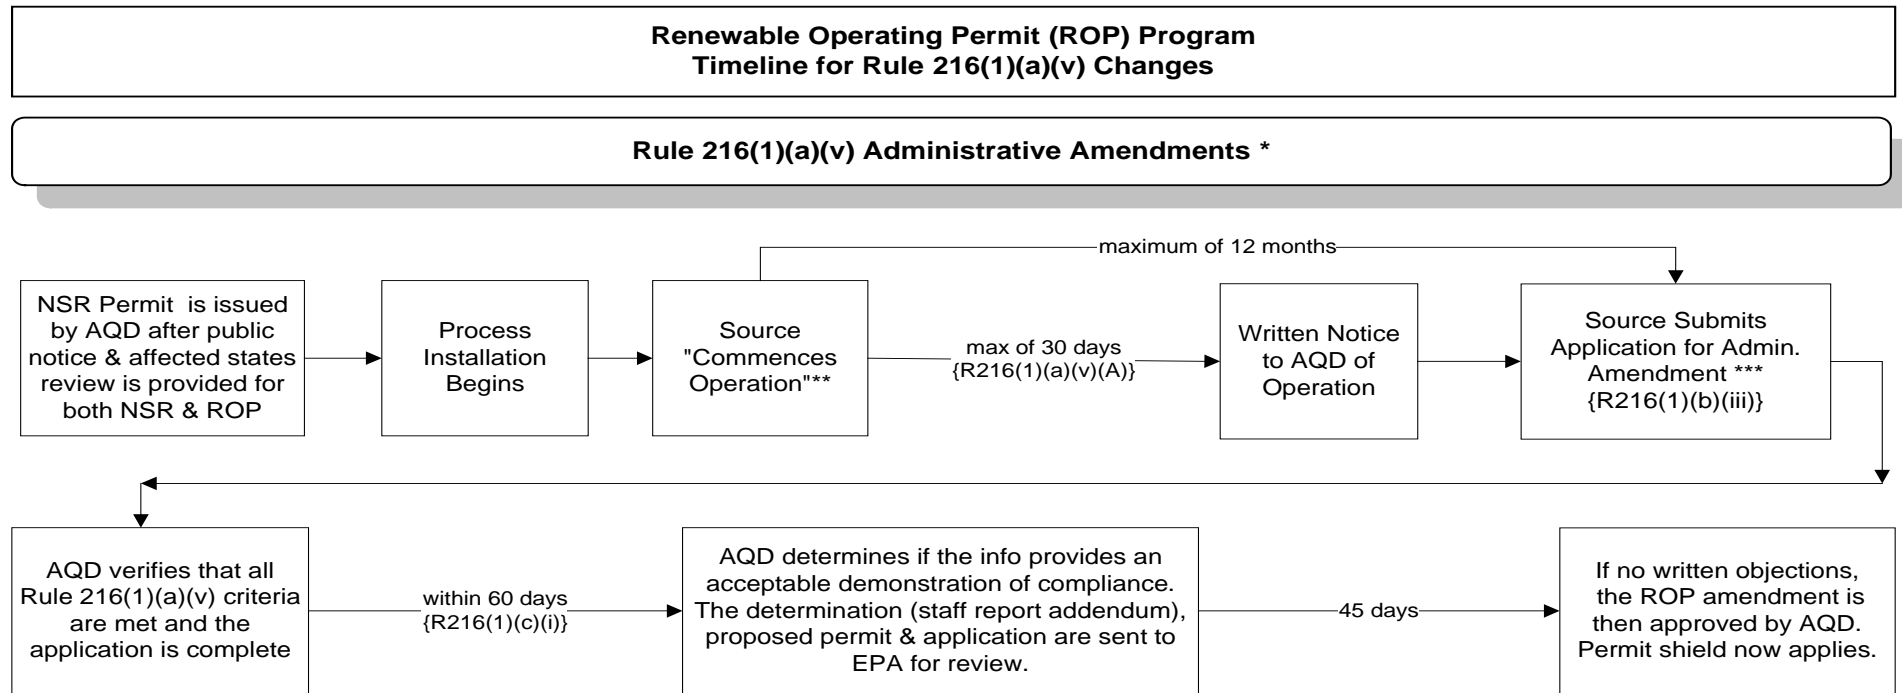 Renewable Operating Permit (ROP) Program
Timeline for Rule 216(1)(a)(v) Changes
Rule 216(1)(a)(v) Administrative Amendments *
maximum of 12 months
NSR Permit is issued
by AQD after public
notice & affected states
review is provided for
both NSR & ROP
Process
Installation
Begins
Source
"Commences
Operation"**
max of 30 days
{R216(1)(a)(v)(A)}
Written Notice
to AQD of
Operation
Source Submits
Application for Admin.
Amendment ***
{R216(1)(b)(iii)}
AQD verifies that all
Rule 216(1)(a)(v) criteria
are met and the
application is complete
within 60 days
{R216(1)(c)(i)}
AQD determines if the info provides an
acceptable demonstration of compliance.
The determination (staff report addendum),
proposed permit & application are sent to
EPA for review.
45 days
If no written objections,
the ROP amendment is
then approved by AQD.
Permit shield now applies.